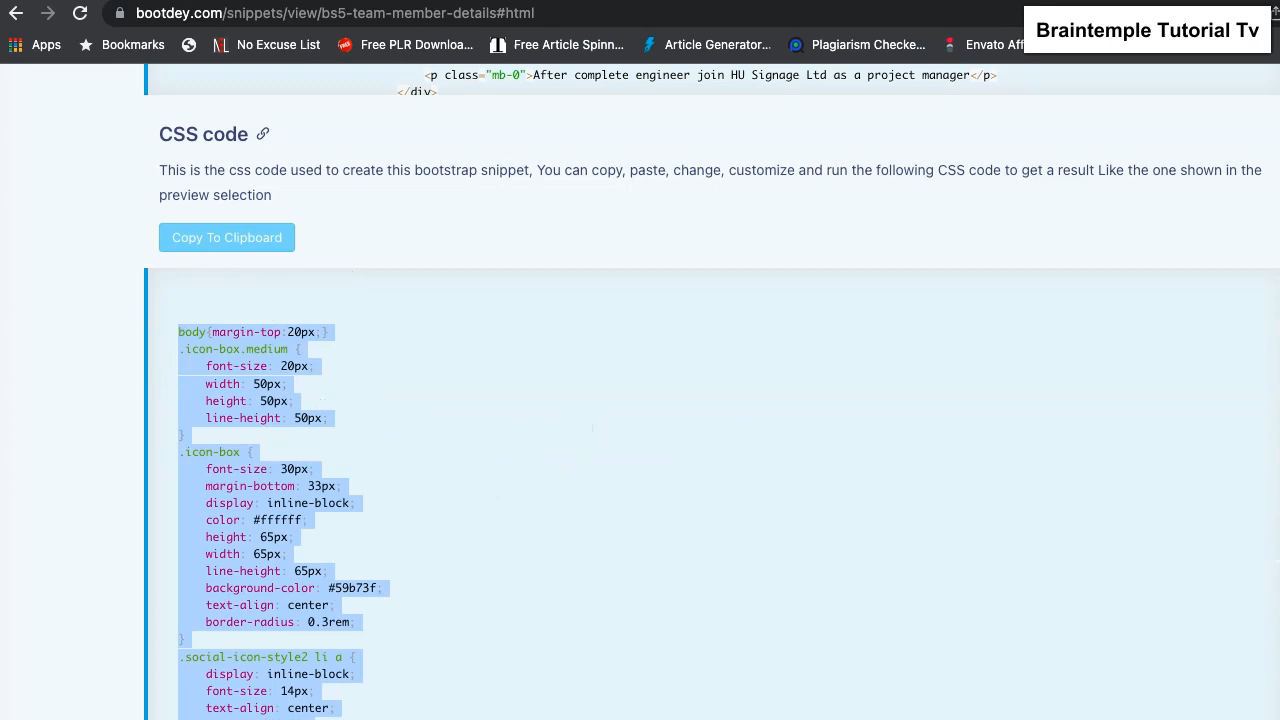 bootdey.com/snippets/view/bs5-team-member-details#html
Braintemple Tutorial Tv
Apps Bookmarks No Excuse List Free PLR Downloa... Free Article Spinn... Article Generator... Plagiarism Checke... Envato Aff
<p class="mb-0">After complete engineer join HU Signage Ltd as a project manager</p>
</div>
CSS code
This is the css code used to create this bootstrap snippet, You can copy, paste, change, customize and run the following CSS code to get a result Like the one shown in the
preview selection
Copy To Clipboard
body{margin-top:20px;}
.icon-box.medium {
font-size: 20px;
width: 50px;
height: 50px;
line-height: 50px;
}
.icon-box {
font-size: 30px;
margin-bottom: 33px;
display: inline-block;
color: #ffffff;
height: 65px;
width: 65px;
line-height: 65px;
background-color: #59b73f;
text-align: center;
border-radius: 0.3rem;
}
.social-icon-style2 li a {
display: inline-block;
font-size: 14px;
text-align: center;